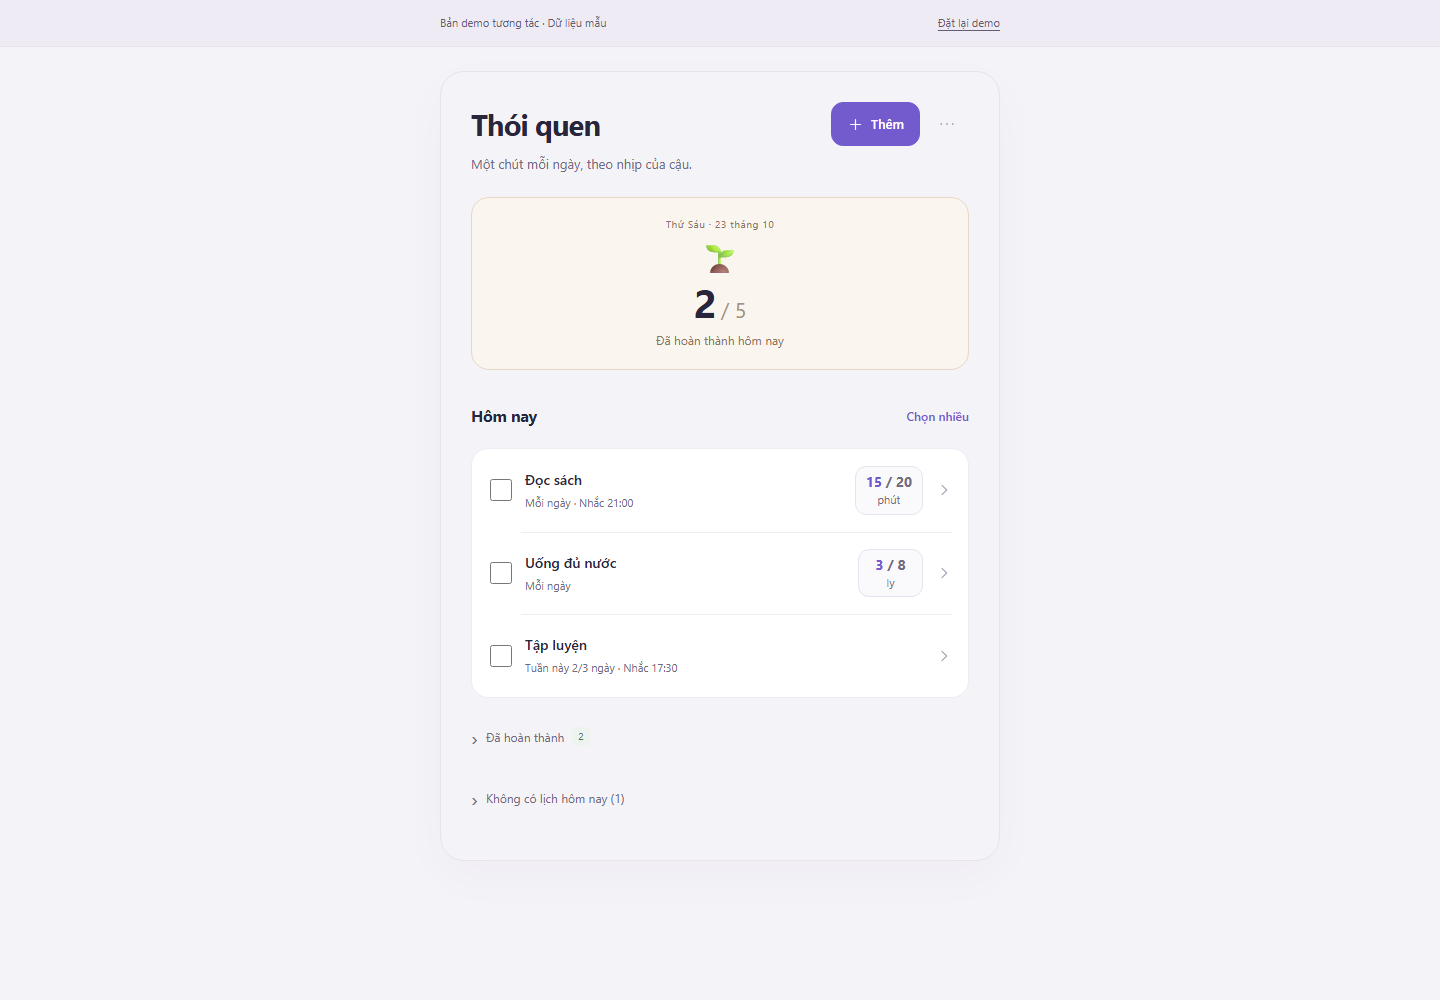 Bản demo tương tác · Dữ liệu mẫu
Đặt lại demo
Thói quen
+ Thêm
···
Một chút mỗi ngày, theo nhịp của cậu.
Thứ Sáu · 23 tháng 10
2 / 5
Đã hoàn thành hôm nay
Hôm nay
Chọn nhiều
Đọc sách
Mỗi ngày · Nhắc 21:00
15 / 20
phút
Uống đủ nước
Mỗi ngày
3 / 8
ly
Tập luyện
Tuần này 2/3 ngày · Nhắc 17:30
Đã hoàn thành 2
Không có lịch hôm nay (1)